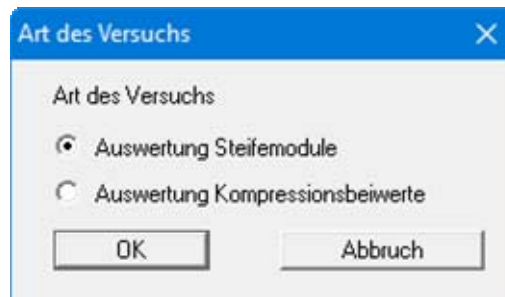 Art des Versuchs
Art des Versuchs
Auswertung Steifemodule
Auswertung Kompressionsbeiwerte
OK Abbruch